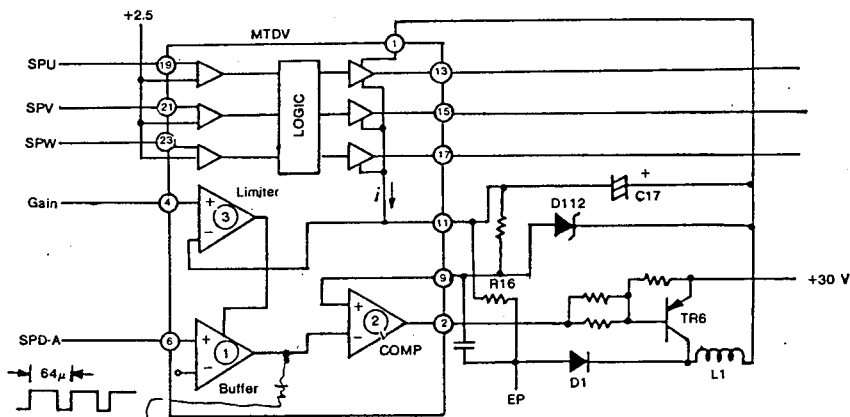 +2.5
MTDV
1
SPU
19
13
SPV
21
LOGIC
15
SPW
23
17
Limiter
i
+
C17
Gain
4
+
3
−
11
D112
R16
9
+30 V
SPD-A
6
+
1
−
+
2
−
COMP
2
TR6
Buffer
D1
L1
64μ
EP